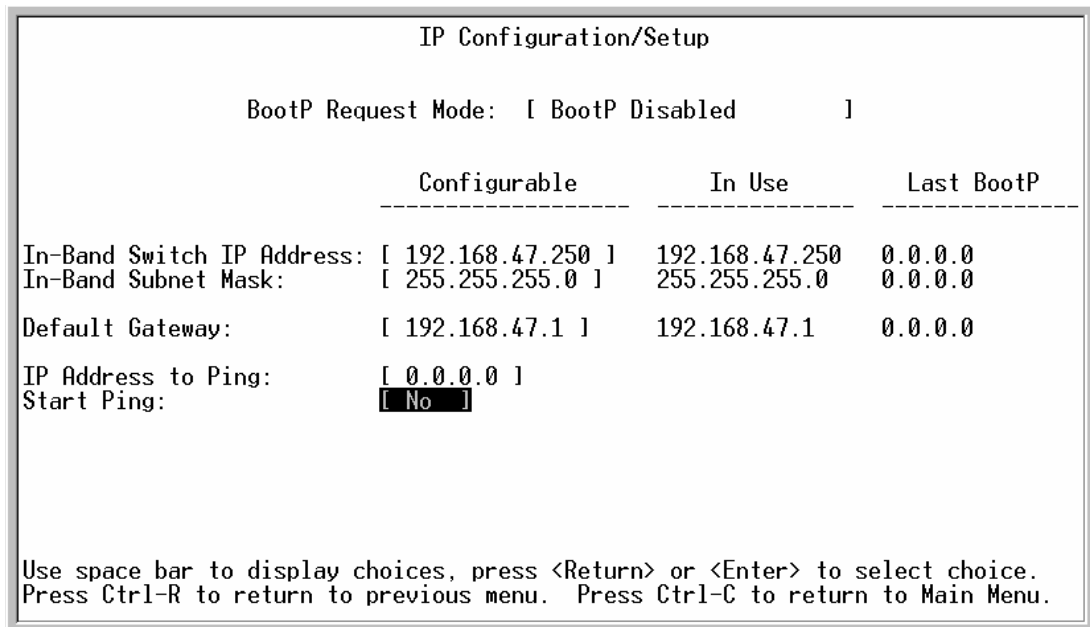 IP Configuration/Setup
BootP Request Mode: [ BootP Disabled ]
Configurable In Use Last BootP
-------------------- --------------- ---------------
In-Band Switch IP Address: [ 192.168.47.250 ] 192.168.47.250 0.0.0.0
In-Band Subnet Mask: [ 255.255.255.0 ] 255.255.255.0 0.0.0.0
Default Gateway: [ 192.168.47.1 ] 192.168.47.1 0.0.0.0
IP Address to Ping: [ 0.0.0.0 ]
Start Ping: [ No ]
Use space bar to display choices, press <Return> or <Enter> to select choice.
Press Ctrl-R to return to previous menu. Press Ctrl-C to return to Main Menu.